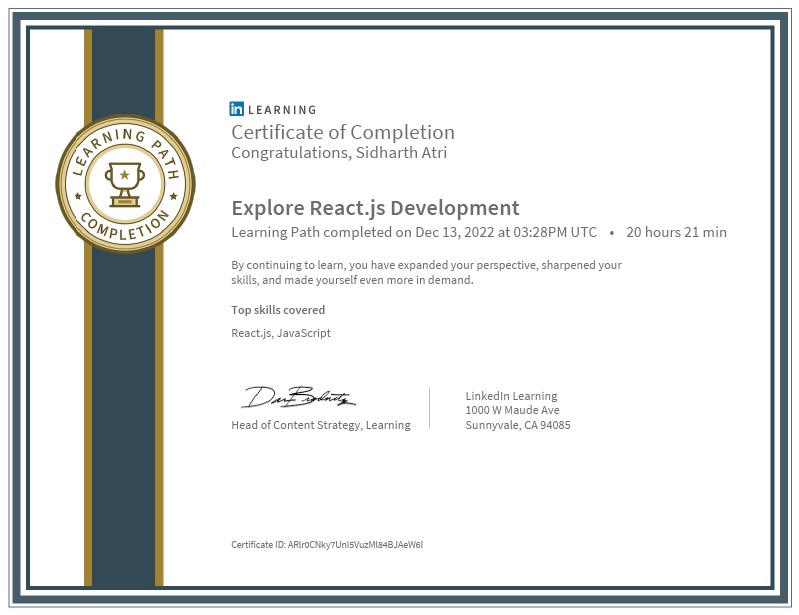 in LEARNING
Certificate of Completion
Congratulations, Sidharth Atri
LEARNING PATH
COMPLETION
Explore React.js Development
Learning Path completed on Dec 13, 2022 at 03:28PM UTC • 20 hours 21 min
By continuing to learn, you have expanded your perspective, sharpened your
skills, and made yourself even more in demand.
Top skills covered
React.js, JavaScript
Head of Content Strategy, Learning
LinkedIn Learning
1000 W Maude Ave
Sunnyvale, CA 94085
Certificate ID: